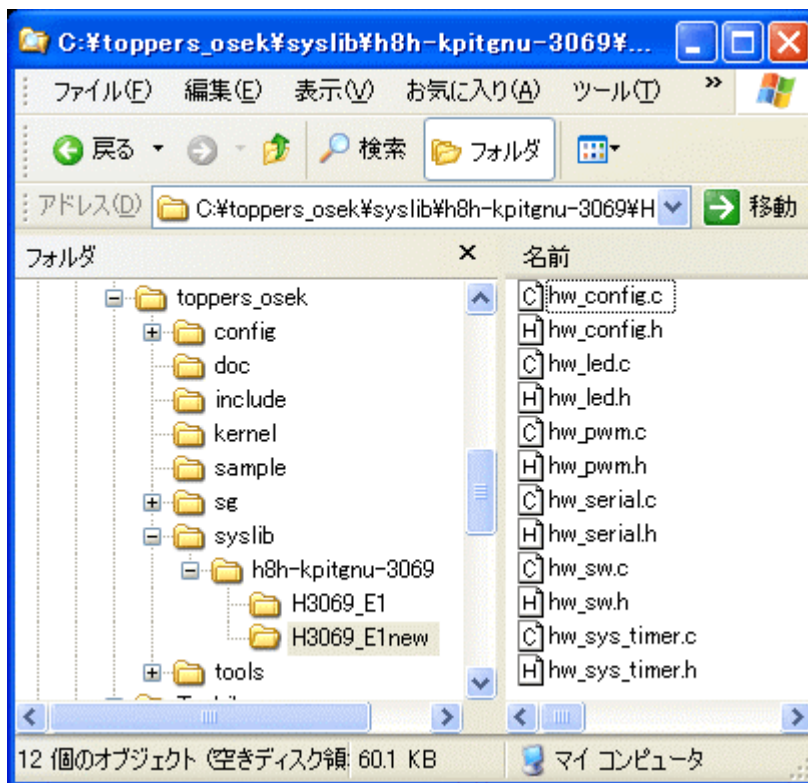 C:¥toppers_osek¥syslib¥h8h-kpitgnu-3069¥...
ファイル(F) 編集(E) 表示(V) お気に入り(A) ツール(T) »
戻る 検索 フォルダ
アドレス(D) C:¥toppers_osek¥syslib¥h8h-kpitgnu-3069¥H 移動
フォルダ × 名前
toppers_osek
config
doc
include
kernel
sample
sg
syslib
h8h-kpitgnu-3069
H3069_E1
H3069_E1new
tools
hw_config.c
hw_config.h
hw_led.c
hw_led.h
hw_pwm.c
hw_pwm.h
hw_serial.c
hw_serial.h
hw_sw.c
hw_sw.h
hw_sys_timer.c
hw_sys_timer.h
12 個のオブジェクト (空きディスク領 60.1 KB マイ コンピュータ